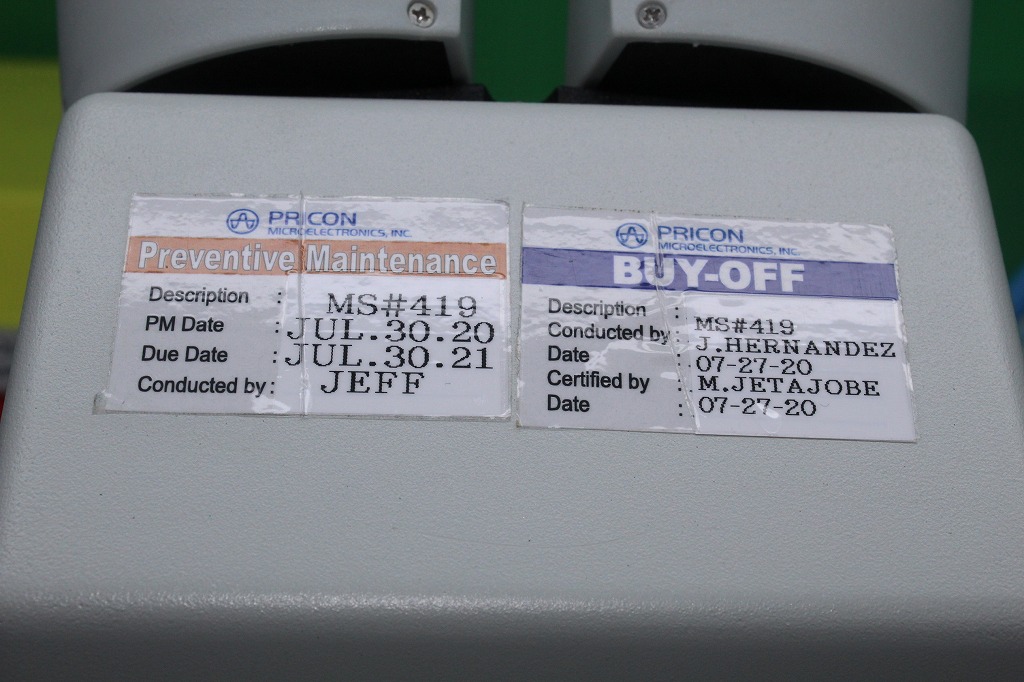 PRICON
MICROELECTRONICS, INC.
Preventive Maintenance
Description : MS#419
PM Date : JUL.30.20
Due Date : JUL.30.21
Conducted by : JEFF
PRICON
MICROELECTRONICS, INC.
BUY-OFF
Description : MS#419
Conducted by : J.HERNANDEZ
Date : 07-27-20
Certified by : M.JETAJOBE
Date : 07-27-20